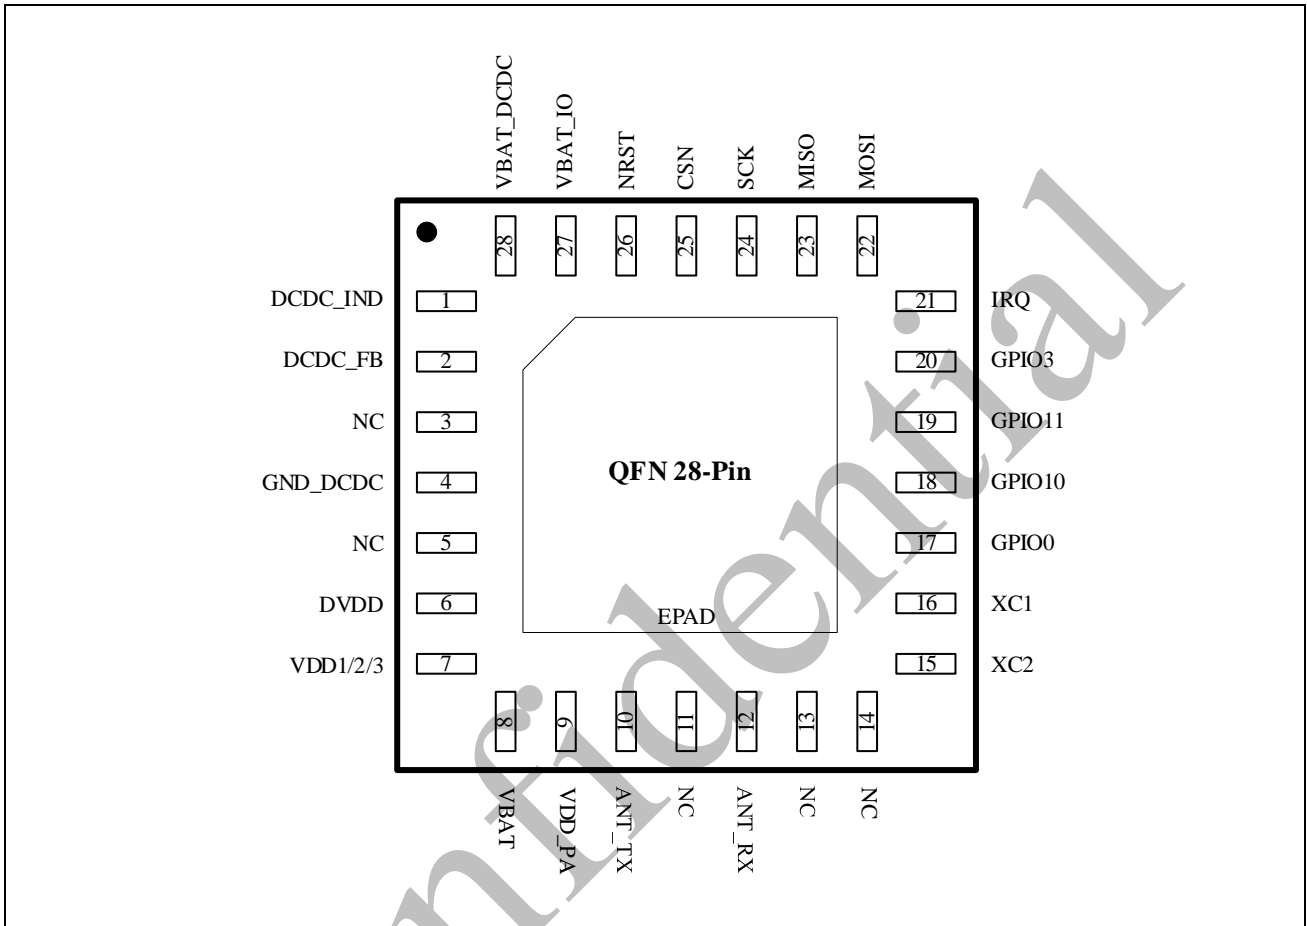 VBAT_DCDC
VBAT_IO
NRST
CSN
SCK
MISO
MOSI
28
27
26
25
24
23
22
DCDC_IND
1
21
IRQ
DCDC_FB
2
20
GPIO3
NC
3
19
GPIO11
GND_DCDC
4
QFN 28-Pin
18
GPIO10
NC
5
17
GPIO0
DVDD
6
EPAD
16
XC1
VDD1/2/3
7
15
XC2
8
9
10
11
12
13
14
VBAT
VDD_PA
ANT_TX
NC
ANT_RX
NC
NC
nfidential